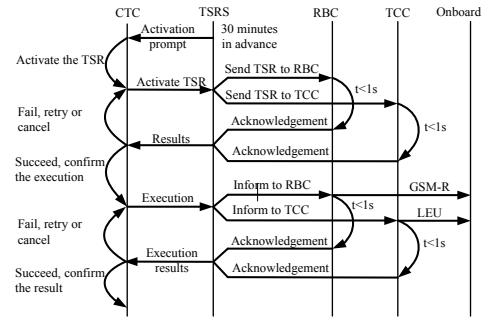 CTC TSRS RBC TCC Onboard
Activation prompt
30 minutes in advance
Activate the TSR
Activate TSR
Send TSR to RBC
Send TSR to TCC
t<1s
t<1s
Fail, retry or cancel
Acknowledgement
Results
Acknowledgement
Succeed, confirm the execution
Execution
Inform to RBC
GSM-R
Inform to TCC
t<1s
LEU
t<1s
Fail, retry or cancel
Acknowledgement
Execution results
Acknowledgement
Succeed, confirm the result